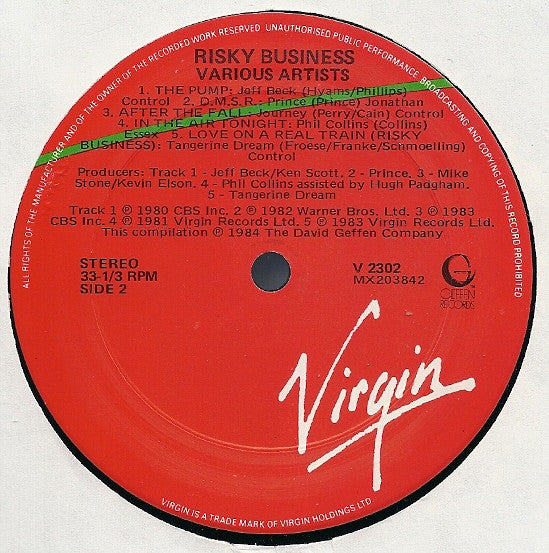 ALL RIGHTS OF THE MANUFACTURER AND OF THE OWNER OF THE RECORDED WORK RESERVED UNAUTHORISED PUBLIC PERFORMANCE BROADCASTING AND COPYING OF THIS RECORD PROHIBITED
RISKY BUSINESS
VARIOUS ARTISTS
1. THE PUMP: Jeff Beck (Hyams/Phillips)
Control 2. D.M.S.R.: Prince (Prince) Jonathan
3. AFTER THE FALL: Journey (Perry/Cain) Control
4. IN THE AIR TONIGHT: Phil Collins (Collins)
Essex 5. LOVE ON A REAL TRAIN (RISKY
BUSINESS): Tangerine Dream (Froese/Franke/Schmoelling)
Control
Producers: Track 1 - Jeff Beck/Ken Scott. 2 - Prince. 3 - Mike
Stone/Kevin Elson. 4 - Phil Collins assisted by Hugh Padgham.
5 - Tangerine Dream
Track 1 ℗ 1980 CBS Inc. 2 ℗ 1982 Warner Bros. Ltd. 3 ℗ 1983
CBS Inc. 4 ℗ 1981 Virgin Records Ltd. 5 ℗ 1983 Virgin Records Ltd.
This compilation ℗ 1984 The David Geffen Company
STEREO
33-1/3 RPM
SIDE 2
V 2302
MX203842
G
GEFFEN
RECORDS
Virgin
VIRGIN IS A TRADE MARK OF VIRGIN HOLDINGS LTD.